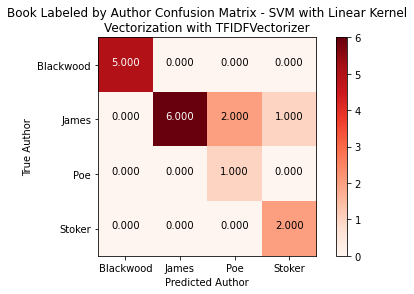 Book Labeled by Author Confusion Matrix - SVM with Linear Kernel
Vectorization with TFIDFVectorizer
True Author
Blackwood 5.000 0.000 0.000 0.000
James 0.000 6.000 2.000 1.000
Poe 0.000 0.000 1.000 0.000
Stoker 0.000 0.000 0.000 2.000
Blackwood James Poe Stoker
Predicted Author
6
5
4
3
2
1
0